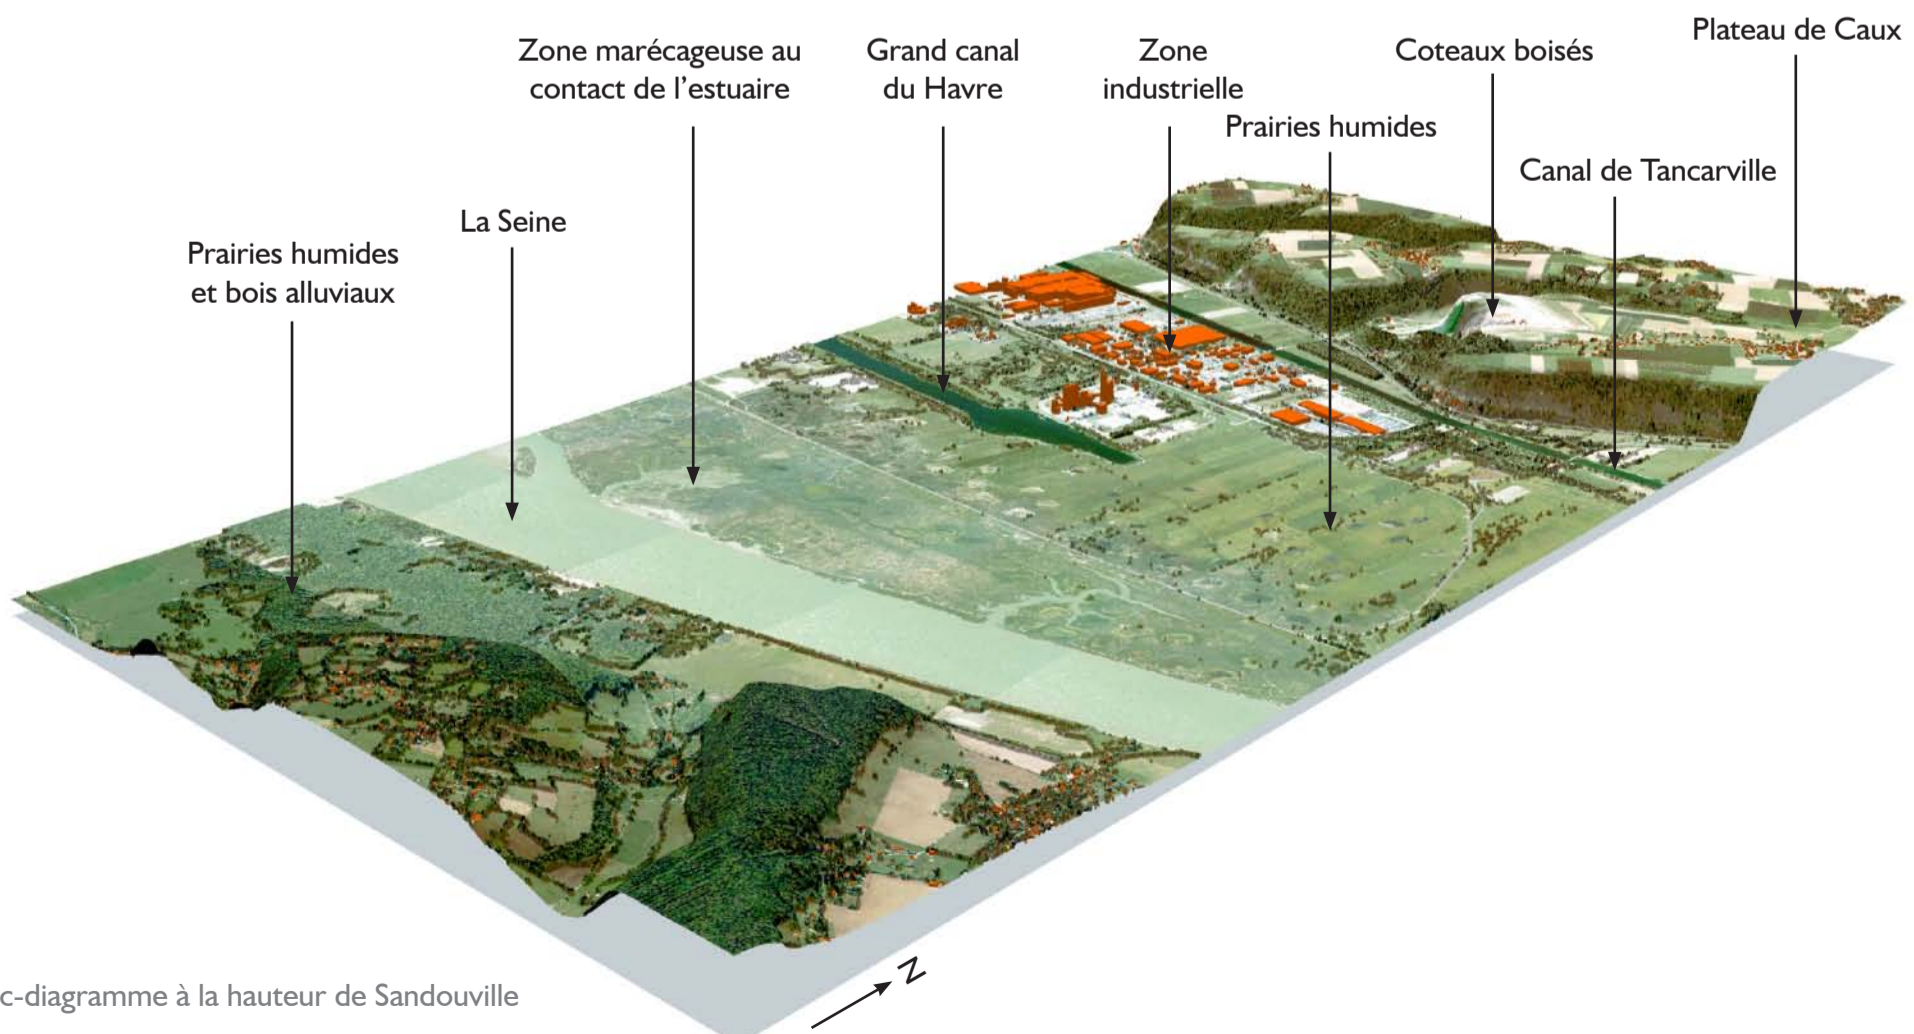 Plateau de Caux
Zone marécageuse au
contact de l'estuaire
Grand canal
du Havre
Zone
industrielle
Coteaux boisés
Prairies humides
Canal de Tancarville
La Seine
Prairies humides
et bois alluviaux
N
c-diagramme à la hauteur de Sandouville